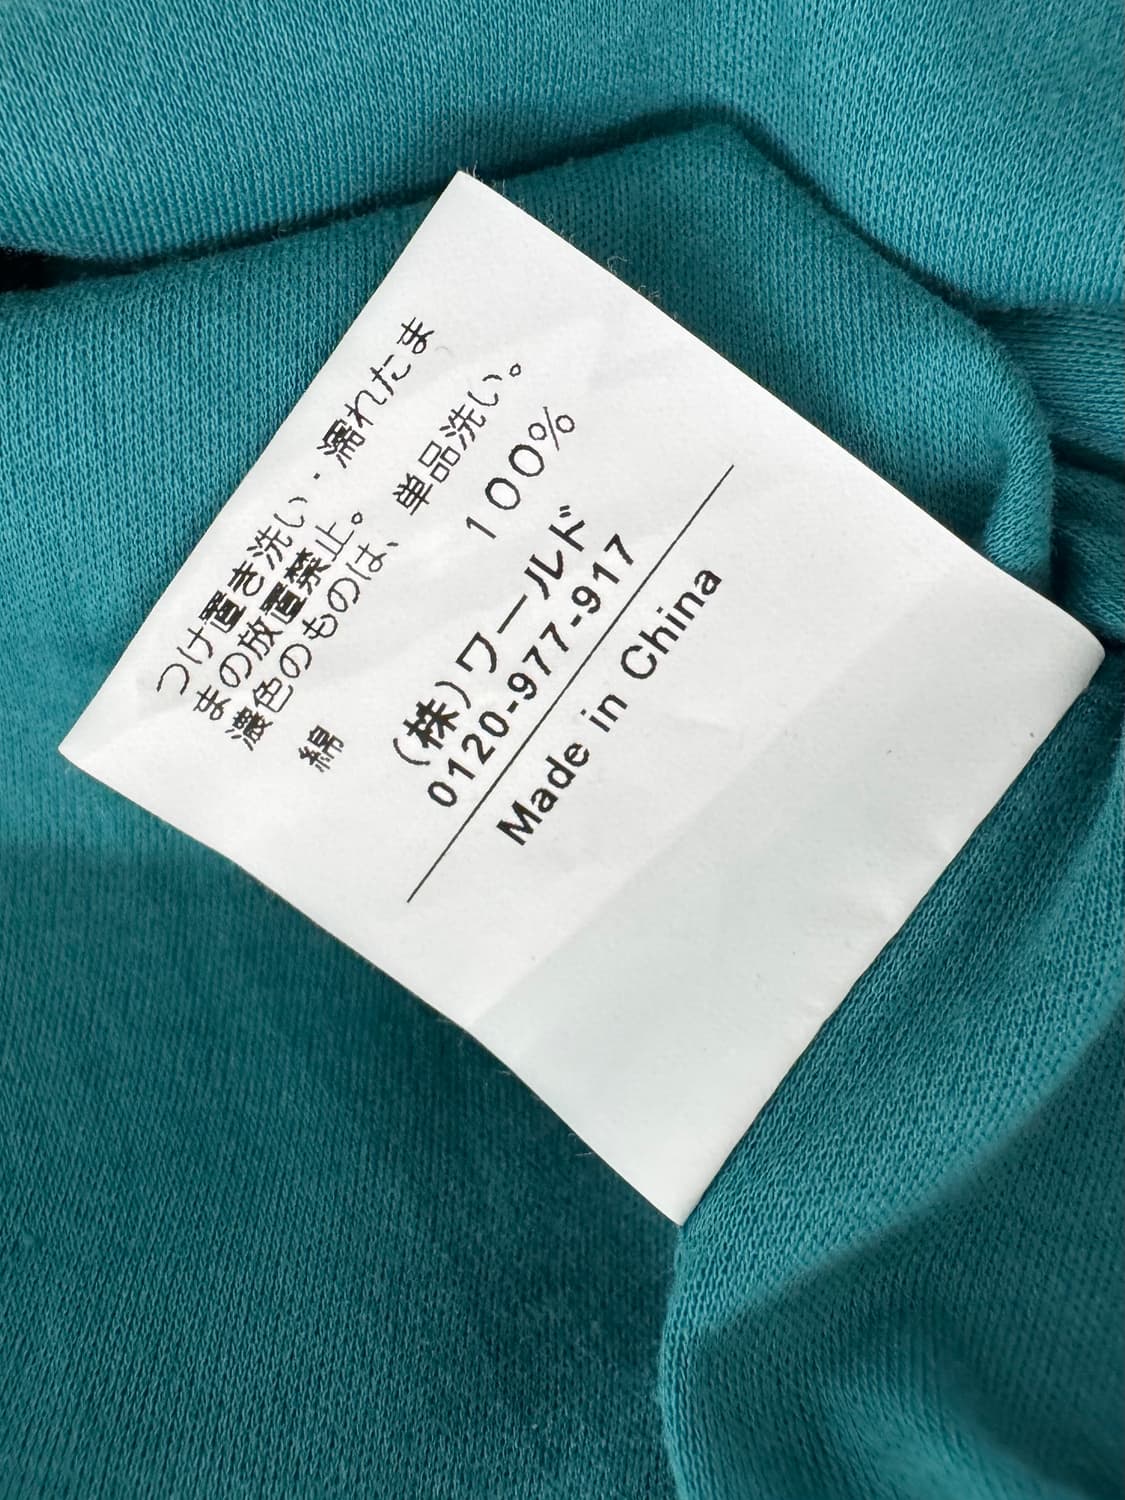 つけ置き洗い・濡れたま
まの放置禁止。
濃色のものは、単品洗い。
綿 100%
(株)ワールド
0120-977-917
Made in China